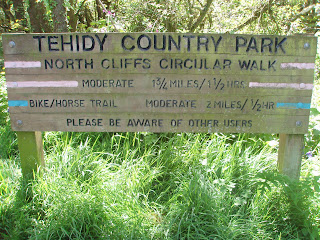 TEHIDY COUNTRY PARK
NORTH CLIFFS CIRCULAR WALK
MODERATE 1¾ MILES/1½ HRS
BIKE/HORSE TRAIL MODERATE 2 MILES/½ HR
PLEASE BE AWARE OF OTHER USERS